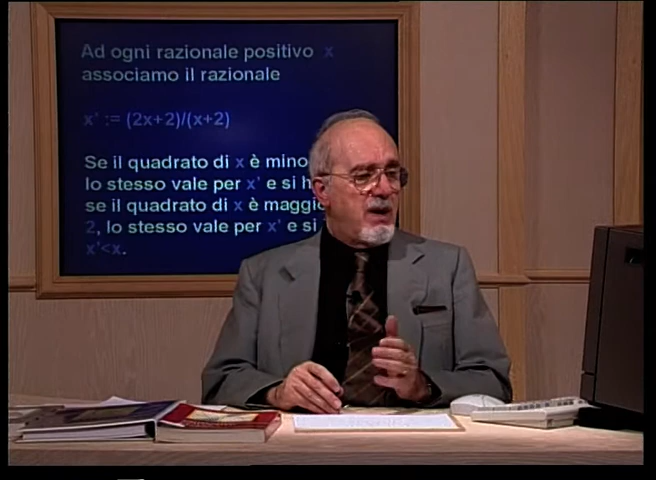 Ad ogni razionale positivo x
associamo il razionale
x' := (2x+2)/(x+2)
Se il quadrato di x è mino
lo stesso vale per x' e si h
se il quadrato di x è maggio
2, lo stesso vale per x' e si
x'<x.